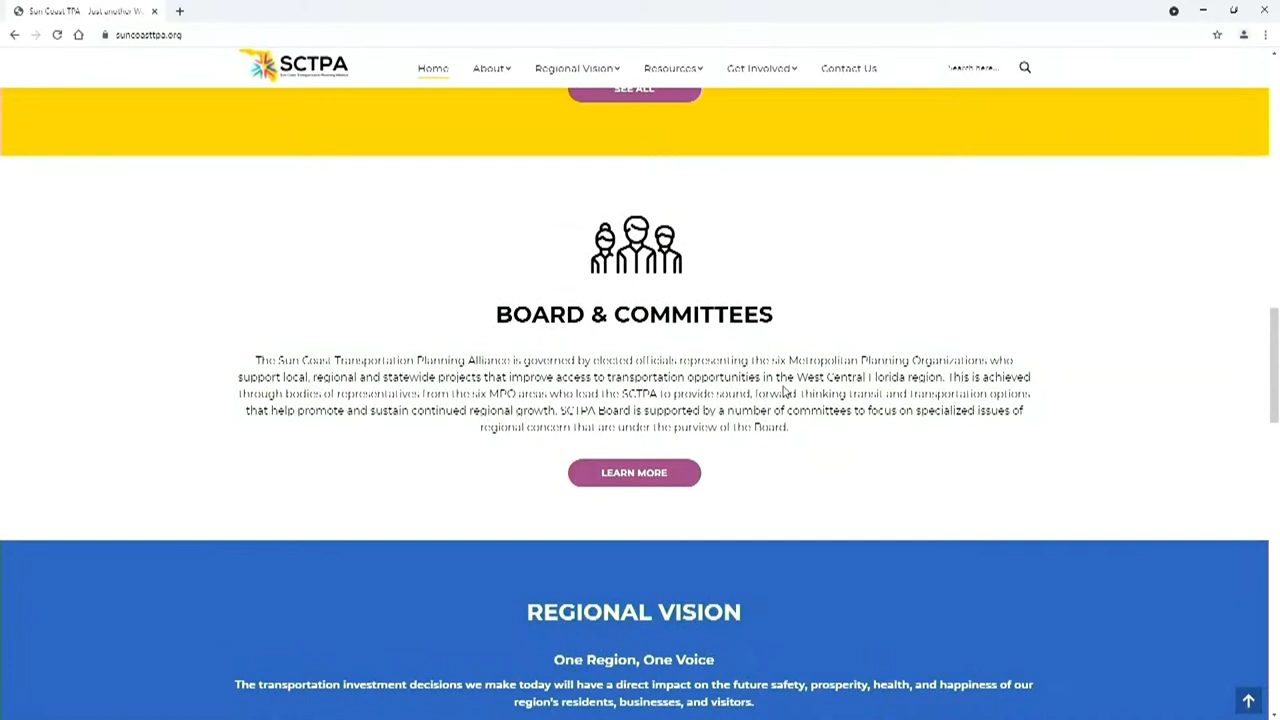 Sun Coast TPA – Just another W
suncoasttpa.org
SCTPA
Sun Coast Transportation Planning Alliance
Home About Regional Vision Resources Get Involved Contact Us Search here...
SEE ALL
BOARD & COMMITTEES
The Sun Coast Transportation Planning Alliance is governed by elected officials representing the six Metropolitan Planning Organizations who
support local, regional and statewide projects that improve access to transportation opportunities in the West Central Florida region. This is achieved
through bodies of representatives from the six MPO areas who lead the SCTPA to provide sound, forward-thinking transit and transportation options
that help promote and sustain continued regional growth. SCTPA Board is supported by a number of committees to focus on specialized issues of
regional concern that are under the purview of the Board.
LEARN MORE
REGIONAL VISION
One Region, One Voice
The transportation investment decisions we make today will have a direct impact on the future safety, prosperity, health, and happiness of our
region's residents, businesses, and visitors.